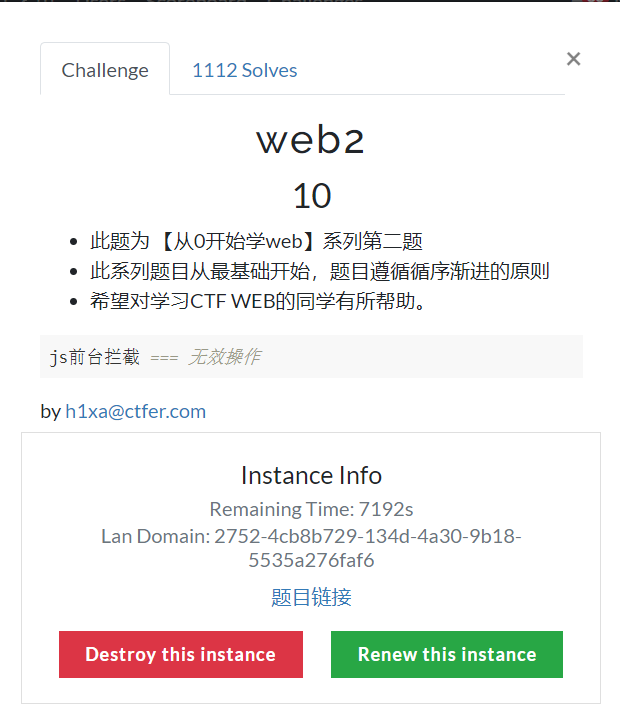 Challenge
1112 Solves
×
web2
10
此题为 【从0开始学web】系列第二题
此系列题目从最基础开始，题目遵循循序渐进的原则
希望对学习CTF WEB的同学有所帮助。
js前台拦截 === 无效操作
by h1xa@ctfer.com
Instance Info
Remaining Time: 7192s
Lan Domain: 2752-4cb8b729-134d-4a30-9b18-
5535a276faf6
题目链接
Destroy this instance
Renew this instance